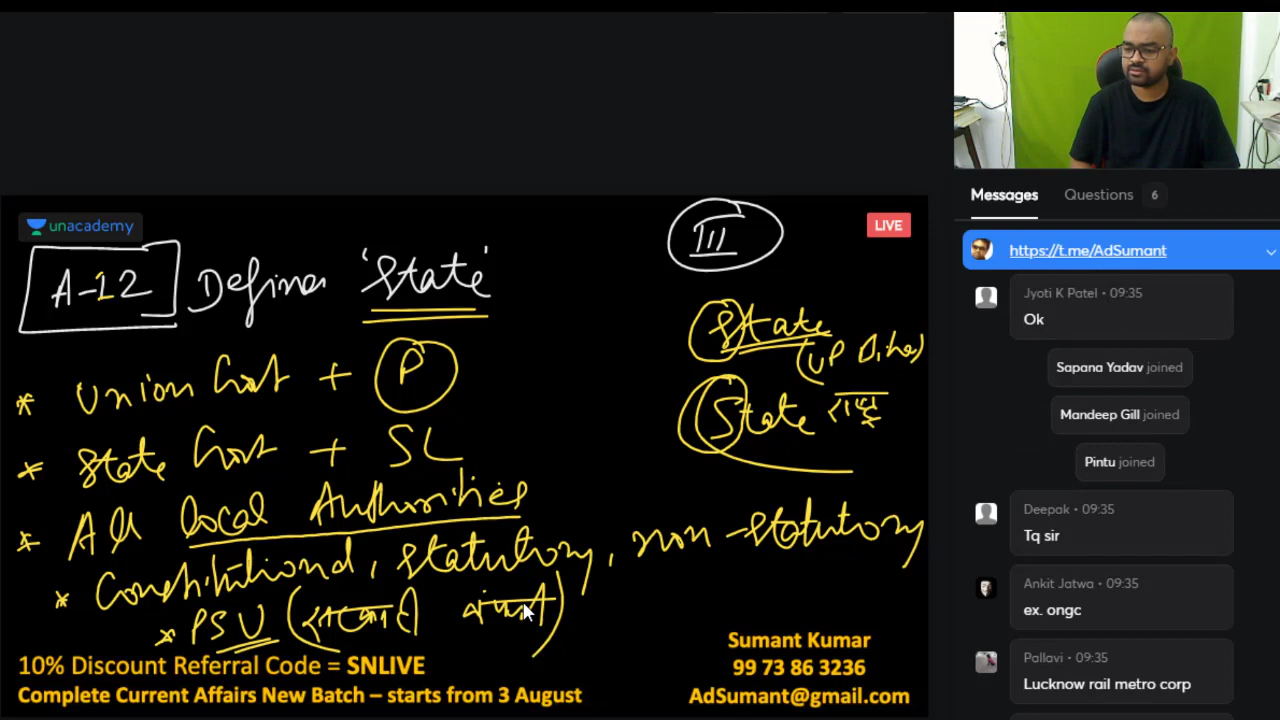 unacademy
LIVE
III
A-12 Defines 'State'
* Union Govt + P
* State Govt + SL
* All local Authorities
* Constitutional, statutory, non-statutory
* PSU (सरकारी कंपनी)
State
(UP Bihar)
State राष्ट्र
10% Discount Referral Code = SNLIVE
Complete Current Affairs New Batch – starts from 3 August
Sumant Kumar
99 73 86 3236
AdSumant@gmail.com
Messages Questions 6
https://t.me/AdSumant
Jyoti K Patel • 09:35
Ok
Sapana Yadav joined
Mandeep Gill joined
Pintu joined
Deepak • 09:35
Tq sir
Ankit Jatwa • 09:35
ex. ongc
Pallavi • 09:35
Lucknow rail metro corp